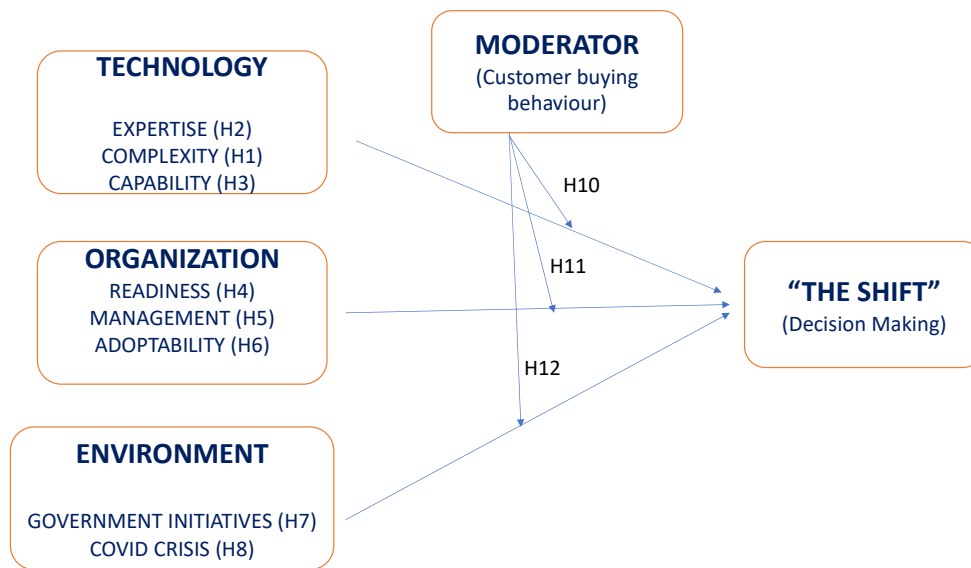 TECHNOLOGY
EXPERTISE (H2)
COMPLEXITY (H1)
CAPABILITY (H3)
MODERATOR
(Customer buying
behaviour)
H10
ORGANIZATION
READINESS (H4)
MANAGEMENT (H5)
ADOPTABILITY (H6)
H11
H12
“THE SHIFT”
(Decision Making)
ENVIRONMENT
GOVERNMENT INITIATIVES (H7)
COVID CRISIS (H8)